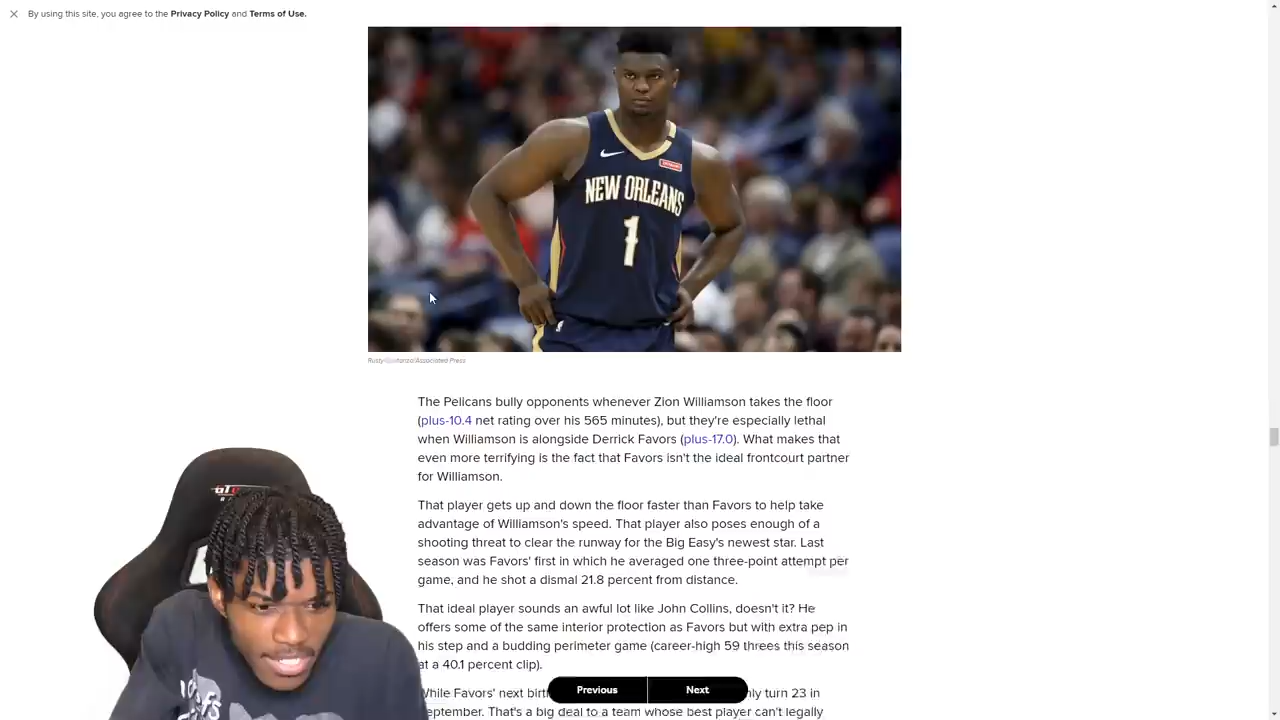 By using this site, you agree to the Privacy Policy and Terms of Use.
NEW ORLEANS
1
Associated Press
The Pelicans bully opponents whenever Zion Williamson takes the floor
(plus-10.4 net rating over his 565 minutes), but they're especially lethal
when Williamson is alongside Derrick Favors (plus-17.0). What makes that
even more terrifying is the fact that Favors isn't the ideal frontcourt partner
for Williamson.
That player gets up and down the floor faster than Favors to help take
advantage of Williamson's speed. That player also poses enough of a
shooting threat to clear the runway for the Big Easy's newest star. Last
season was Favors' first in which he averaged one three-point attempt per
game, and he shot a dismal 21.8 percent from distance.
That ideal player sounds an awful lot like John Collins, doesn't it? He
offers some of the same interior protection as Favors but with extra pep in
his step and a budding perimeter game (career-high 59 threes this season
at a 40.1 percent clip).
Previous
Next
While Favors' next turn 23 in
September. That's a big deal to a team whose best player can't legally